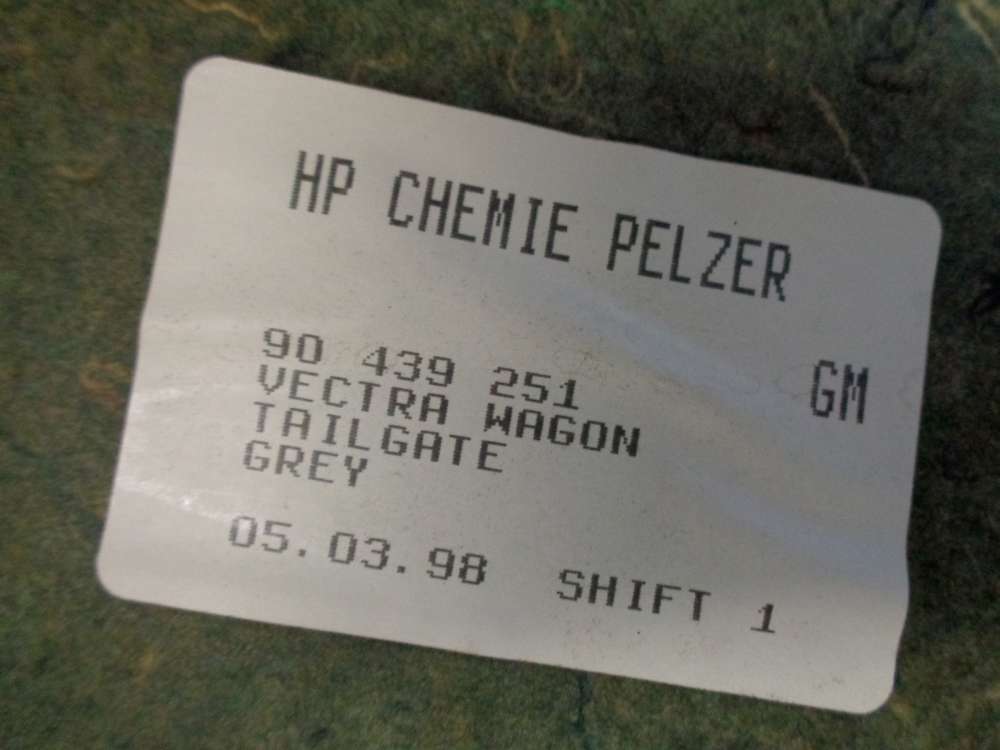 HP CHEMIE PELZER
90 439 251
GM
VECTRA WAGON
TAILGATE
GREY
05.03.98 SHIFT 1